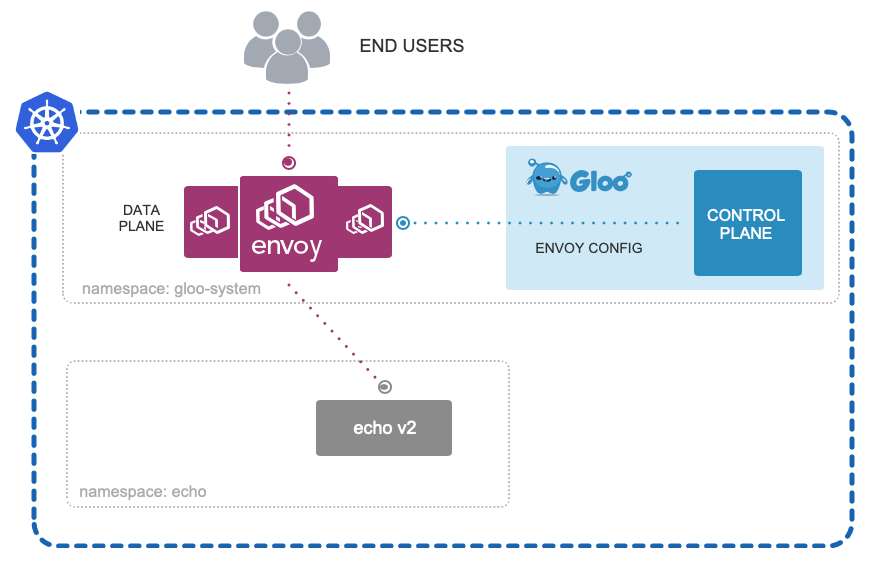 END USERS
DATA
PLANE
envoy
Gloo
CONTROL
PLANE
ENVOY CONFIG
namespace: gloo-system
echo v2
namespace: echo